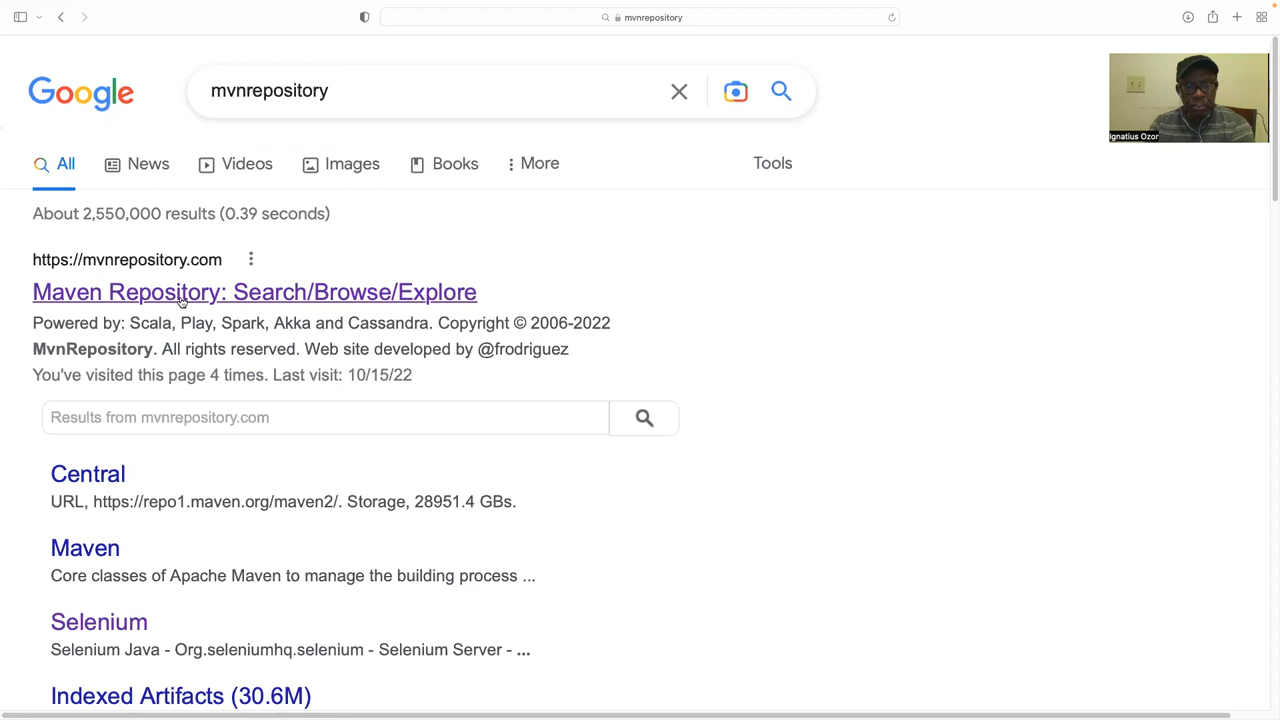 mvnrepository
Google
mvnrepository
Ignatius Ozor
All
News
Videos
Images
Books
More
Tools
About 2,550,000 results (0.39 seconds)
https://mvnrepository.com
Maven Repository: Search/Browse/Explore
Powered by: Scala, Play, Spark, Akka and Cassandra. Copyright © 2006-2022
MvnRepository. All rights reserved. Web site developed by @frodriguez
You've visited this page 4 times. Last visit: 10/15/22
Results from mvnrepository.com
Central
URL, https://repo1.maven.org/maven2/. Storage, 28951.4 GBs.
Maven
Core classes of Apache Maven to manage the building process ...
Selenium
Selenium Java - Org.seleniumhq.selenium - Selenium Server - ...
Indexed Artifacts (30.6M)